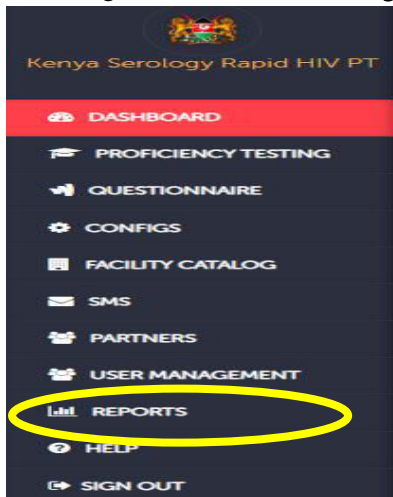 Kenya Serology Rapid HIV PT
DASHBOARD
PROFICIENCY TESTING
QUESTIONNAIRE
CONFIGS
FACILITY CATALOG
SMS
PARTNERS
USER MANAGEMENT
REPORTS
HELP
SIGN OUT